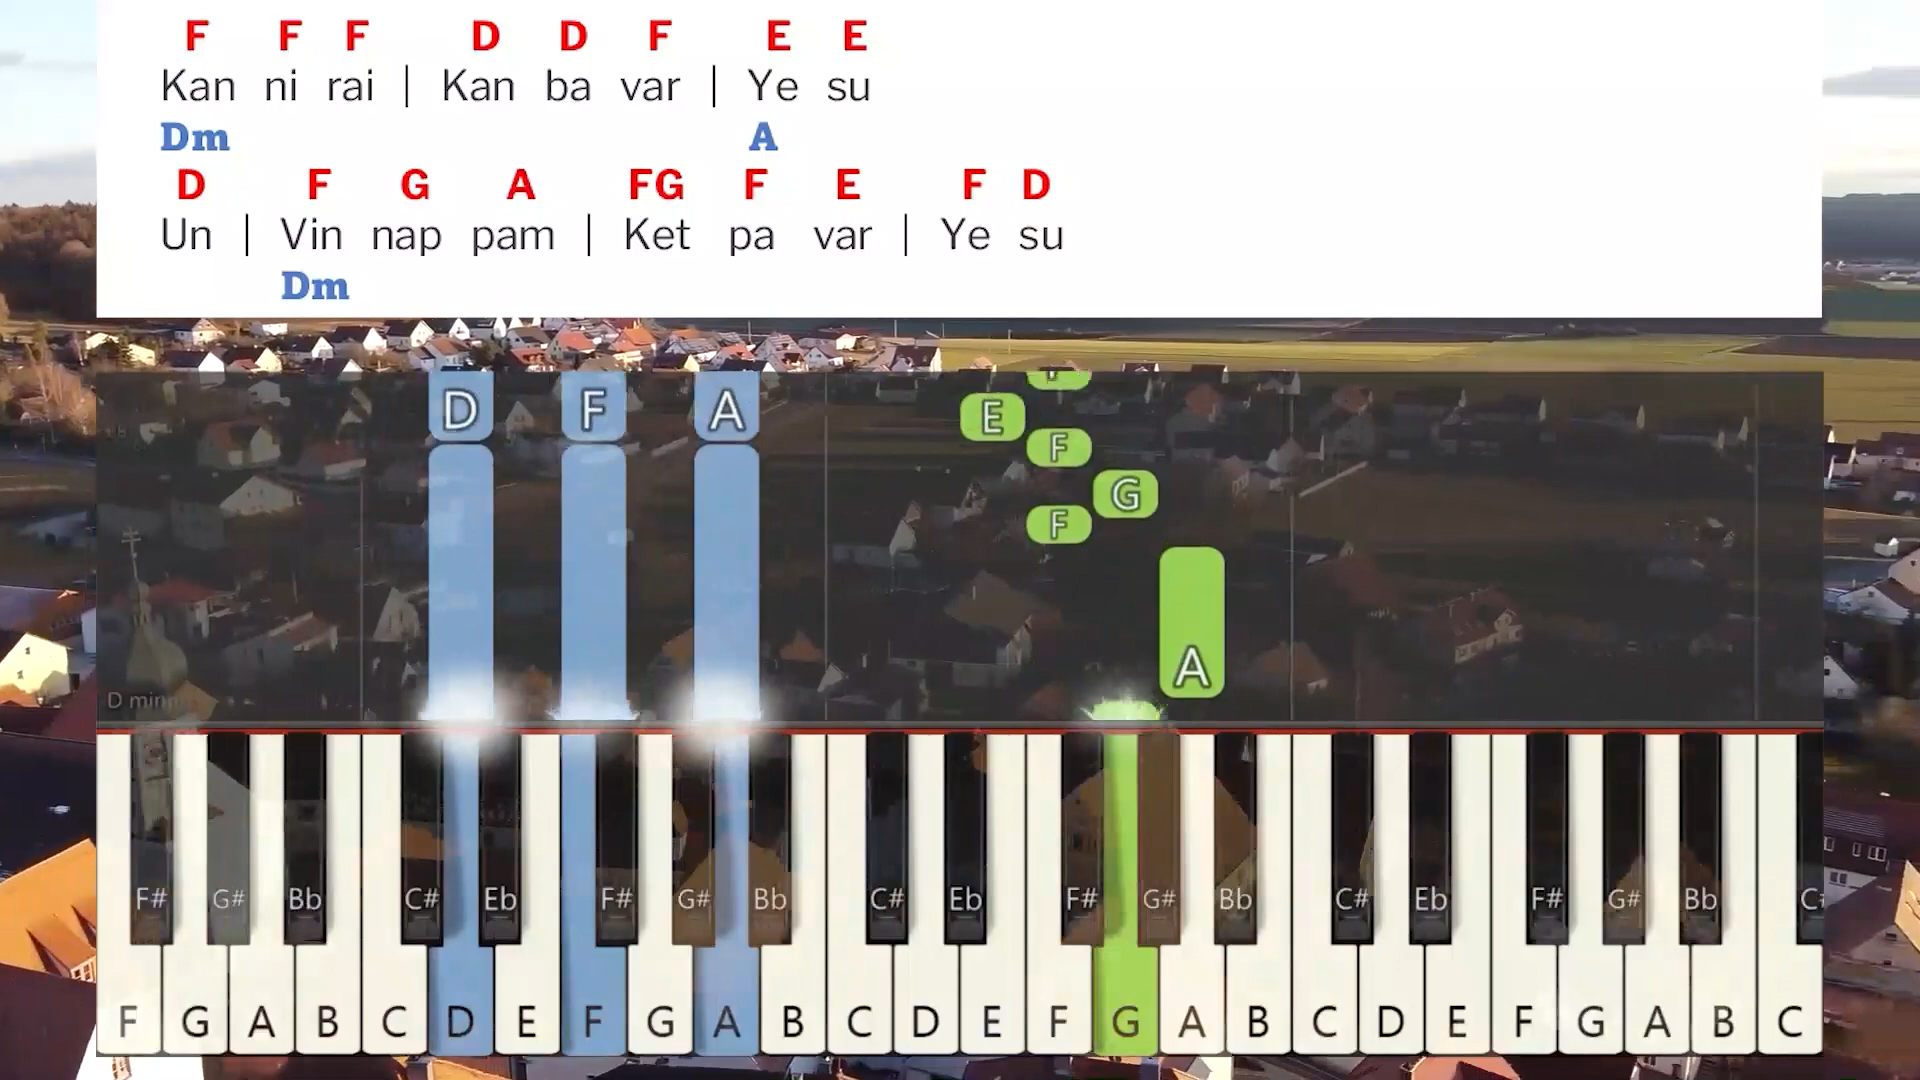 F F F D D F E E
Kan ni rai | Kan ba var | Ye su
Dm A
D F G A FG F E F D
Un | Vin nap pam | Ket pa var | Ye su
Dm
D F A E
F
G
F
A
D min
F# G# Bb C# Eb F# G# Bb C# Eb F# G# Bb C# Eb F# G# Bb
F G A B C D E F G A B C D E F G A B C D E F G A B C